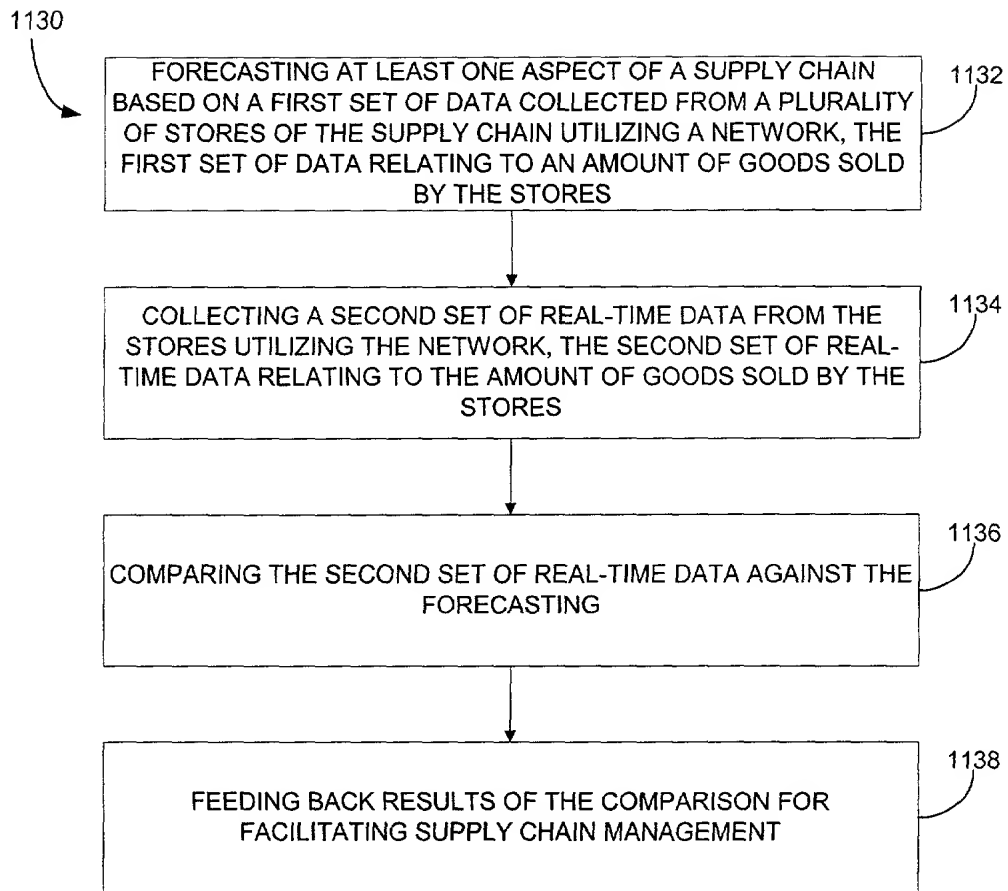 1130
FORECASTING AT LEAST ONE ASPECT OF A SUPPLY CHAIN
BASED ON A FIRST SET OF DATA COLLECTED FROM A PLURALITY
OF STORES OF THE SUPPLY CHAIN UTILIZING A NETWORK, THE
FIRST SET OF DATA RELATING TO AN AMOUNT OF GOODS SOLD
BY THE STORES
1132
COLLECTING A SECOND SET OF REAL-TIME DATA FROM THE
STORES UTILIZING THE NETWORK, THE SECOND SET OF REAL-
TIME DATA RELATING TO THE AMOUNT OF GOODS SOLD BY THE
STORES
1134
COMPARING THE SECOND SET OF REAL-TIME DATA AGAINST THE
FORECASTING
1136
FEEDING BACK RESULTS OF THE COMPARISON FOR
FACILITATING SUPPLY CHAIN MANAGEMENT
1138